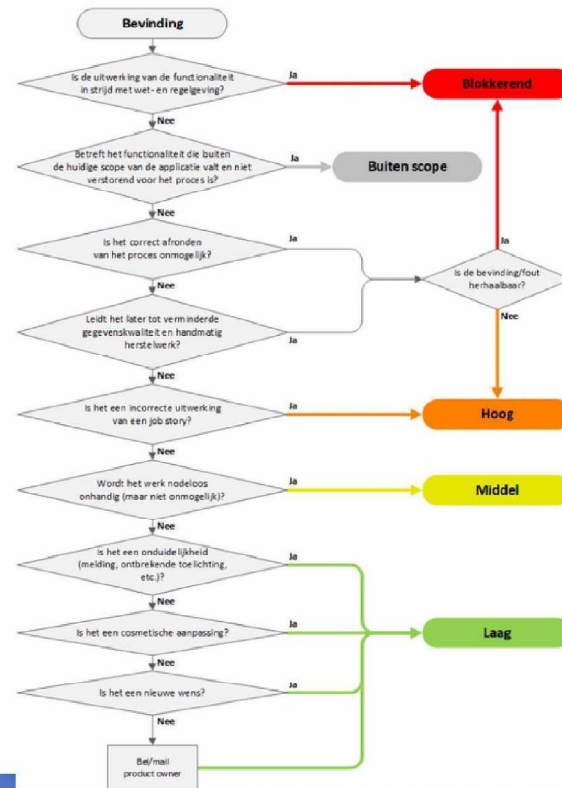 Bevinding
Is de uitwerking van de functionaliteit
in strijd met wet- en regelgeving?
Ja
Blokkerend
Nee
Betreft het functionaliteit die buiten
de huidige scope van de applicatie valt en niet
verstorend voor het proces is?
Ja
Buiten scope
Nee
Is het correct afronden
van het proces onmogelijk?
Ja
Ja
Is de bevinding/fout
herhaalbaar?
Nee
Nee
Leidt het later tot verminderde
gegevenskwaliteit en handmatig
herstelwerk?
Ja
Nee
Is het een incorrecte uitwerking
van een job story?
Ja
Hoog
Nee
Wordt het werk nodeloos
onhandig (maar niet onmogelijk)?
Ja
Middel
Nee
Is het een onduidelijkheid
(melding, ontbrekende toelichting,
etc.)?
Ja
Nee
Is het een cosmetische aanpassing?
Ja
Laag
Nee
Is het een nieuwe wens?
Ja
Nee
Bel/mail
product owner